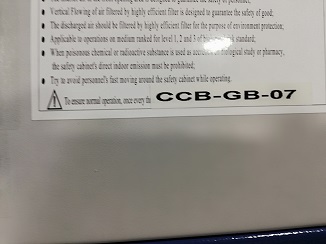 Vertical Flowing of air filtered by highly efficient filter is designed to guarantee the safety of good;
The discharged air should be filtered by highly efficient filter for the purpose of environment protection;
Applicable to operations on medium ranked for level 1, 2 and 3 of standard;
When poisonous chemical or radioactive substance is used as study or pharmacy,
the safety cabinet's direct indoor emission must be prohibited;
Try to avoid personnel's fast moving around the safety cabinet while operating.
To ensure normal operation, once every CCB-GB-07